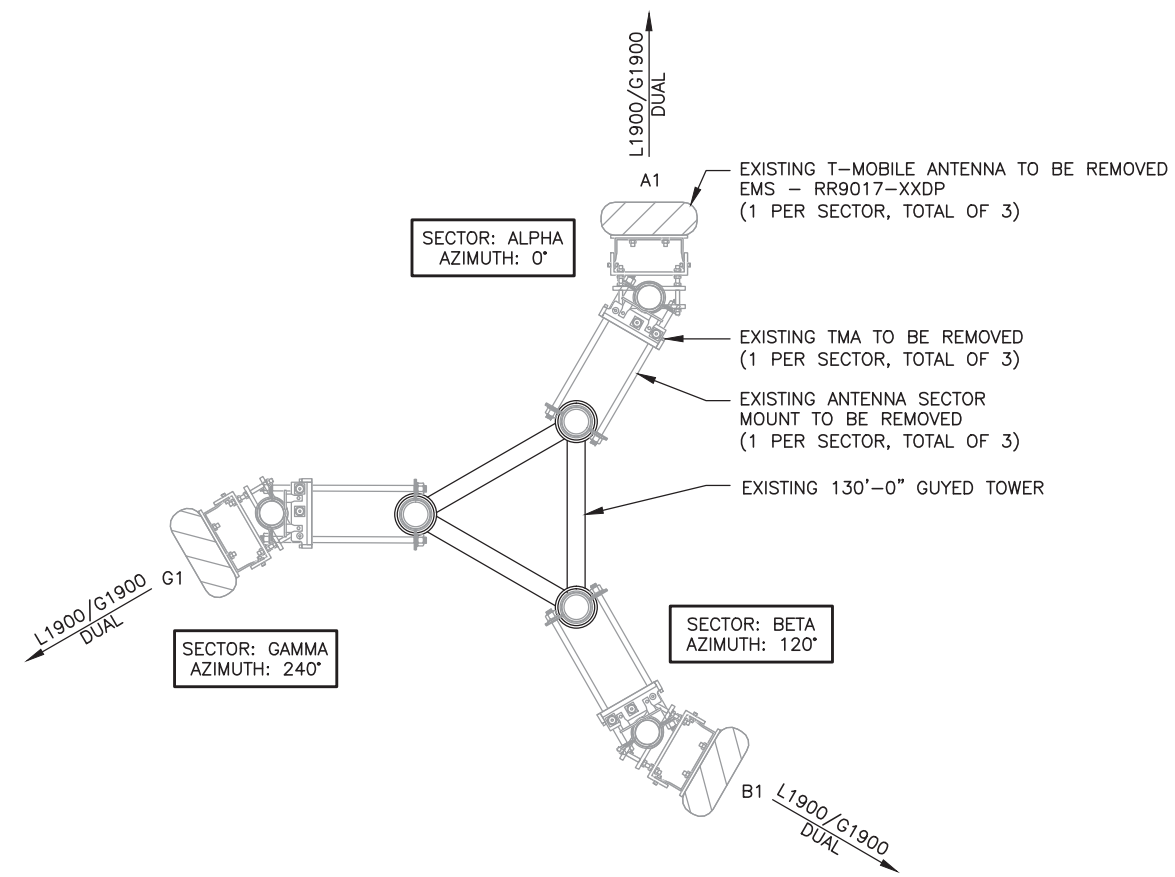 L1900/G1900
DUAL
A1
EXISTING T-MOBILE ANTENNA TO BE REMOVED
EMS - RR9017-XXDP
(1 PER SECTOR, TOTAL OF 3)
SECTOR: ALPHA
AZIMUTH: 0°
EXISTING TMA TO BE REMOVED
(1 PER SECTOR, TOTAL OF 3)
EXISTING ANTENNA SECTOR
MOUNT TO BE REMOVED
(1 PER SECTOR, TOTAL OF 3)
EXISTING 130'-0" GUYED TOWER
G1
L1900/G1900
DUAL
SECTOR: GAMMA
AZIMUTH: 240°
SECTOR: BETA
AZIMUTH: 120°
B1
L1900/G1900
DUAL